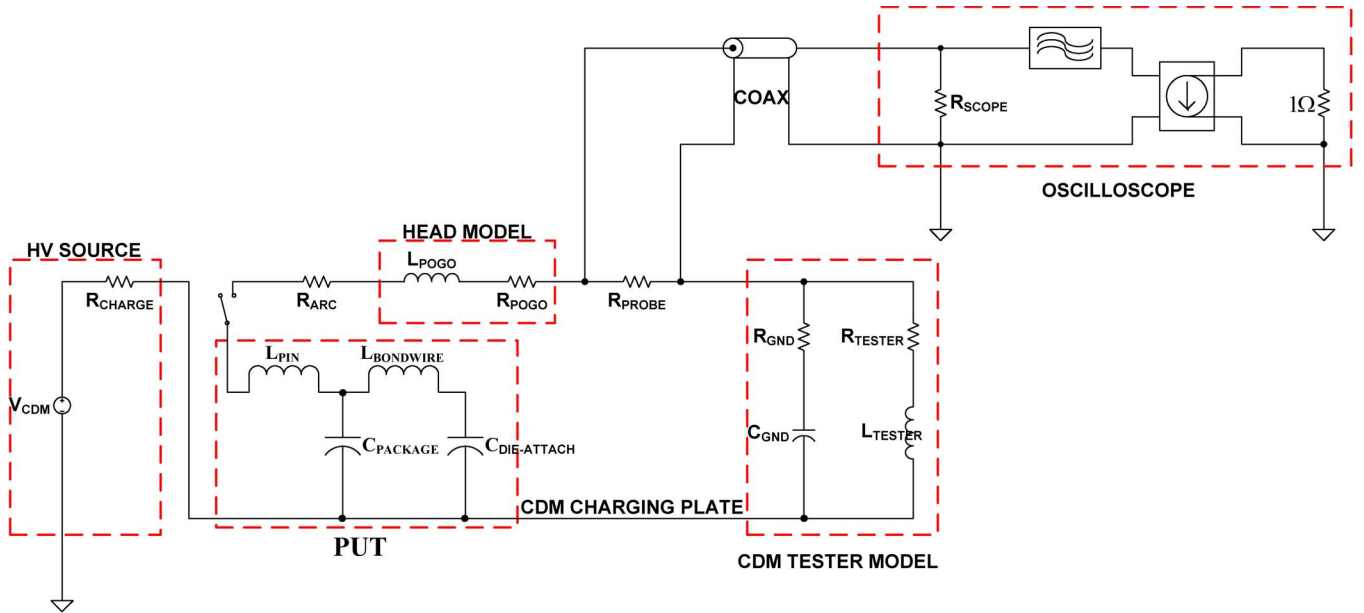 COAX
RSCOPE
1Ω
OSCILLOSCOPE
HEAD MODEL
LPOGO
HV SOURCE
RCHARGE
RARC
RPOGO
RPROBE
RGND
RTESTER
LPIN
LBONDWIRE
VCDM
+
-
CPACKAGE
CDIE-ATTACH
CGND
LTESTER
CDM CHARGING PLATE
PUT
CDM TESTER MODEL